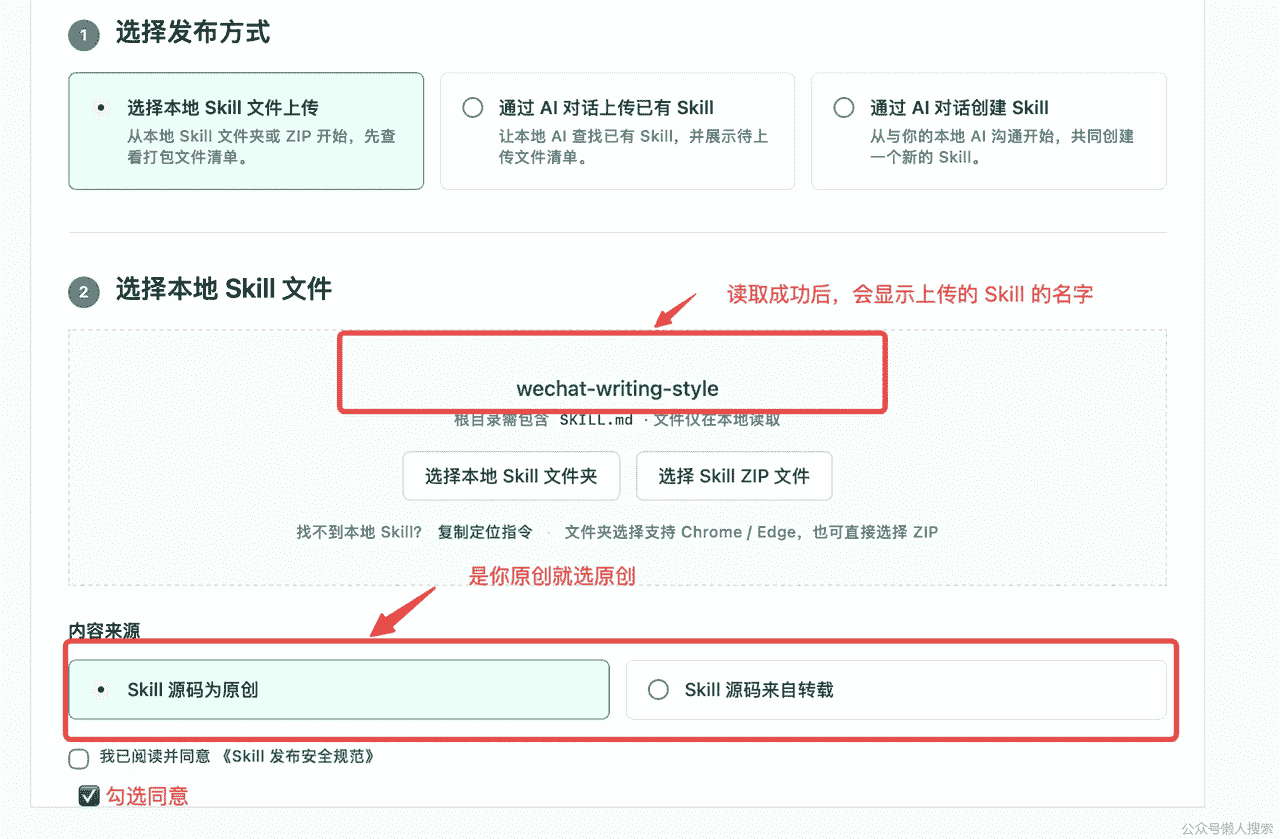 1 选择发布方式
选择本地 Skill 文件上传
从本地 Skill 文件夹或 ZIP 开始，先查
看打包文件清单。
通过 AI 对话上传已有 Skill
让本地 AI 查找已有 Skill，并展示待上
传文件清单。
通过 AI 对话创建 Skill
从与你的本地 AI 沟通开始，共同创建
一个新的 Skill。
2 选择本地 Skill 文件
读取成功后，会显示上传的 Skill 的名字
wechat-writing-style
根目录需包含 SKILL.md · 文件仅在本地读取
选择本地 Skill 文件夹
选择 Skill ZIP 文件
找不到本地 Skill? 复制定位指令 · 文件夹选择支持 Chrome / Edge，也可直接选择 ZIP
是你原创就选原创
内容来源
Skill 源码为原创
Skill 源码来自转载
我已阅读并同意 《Skill 发布安全规范》
勾选同意
公众号懒人搜索